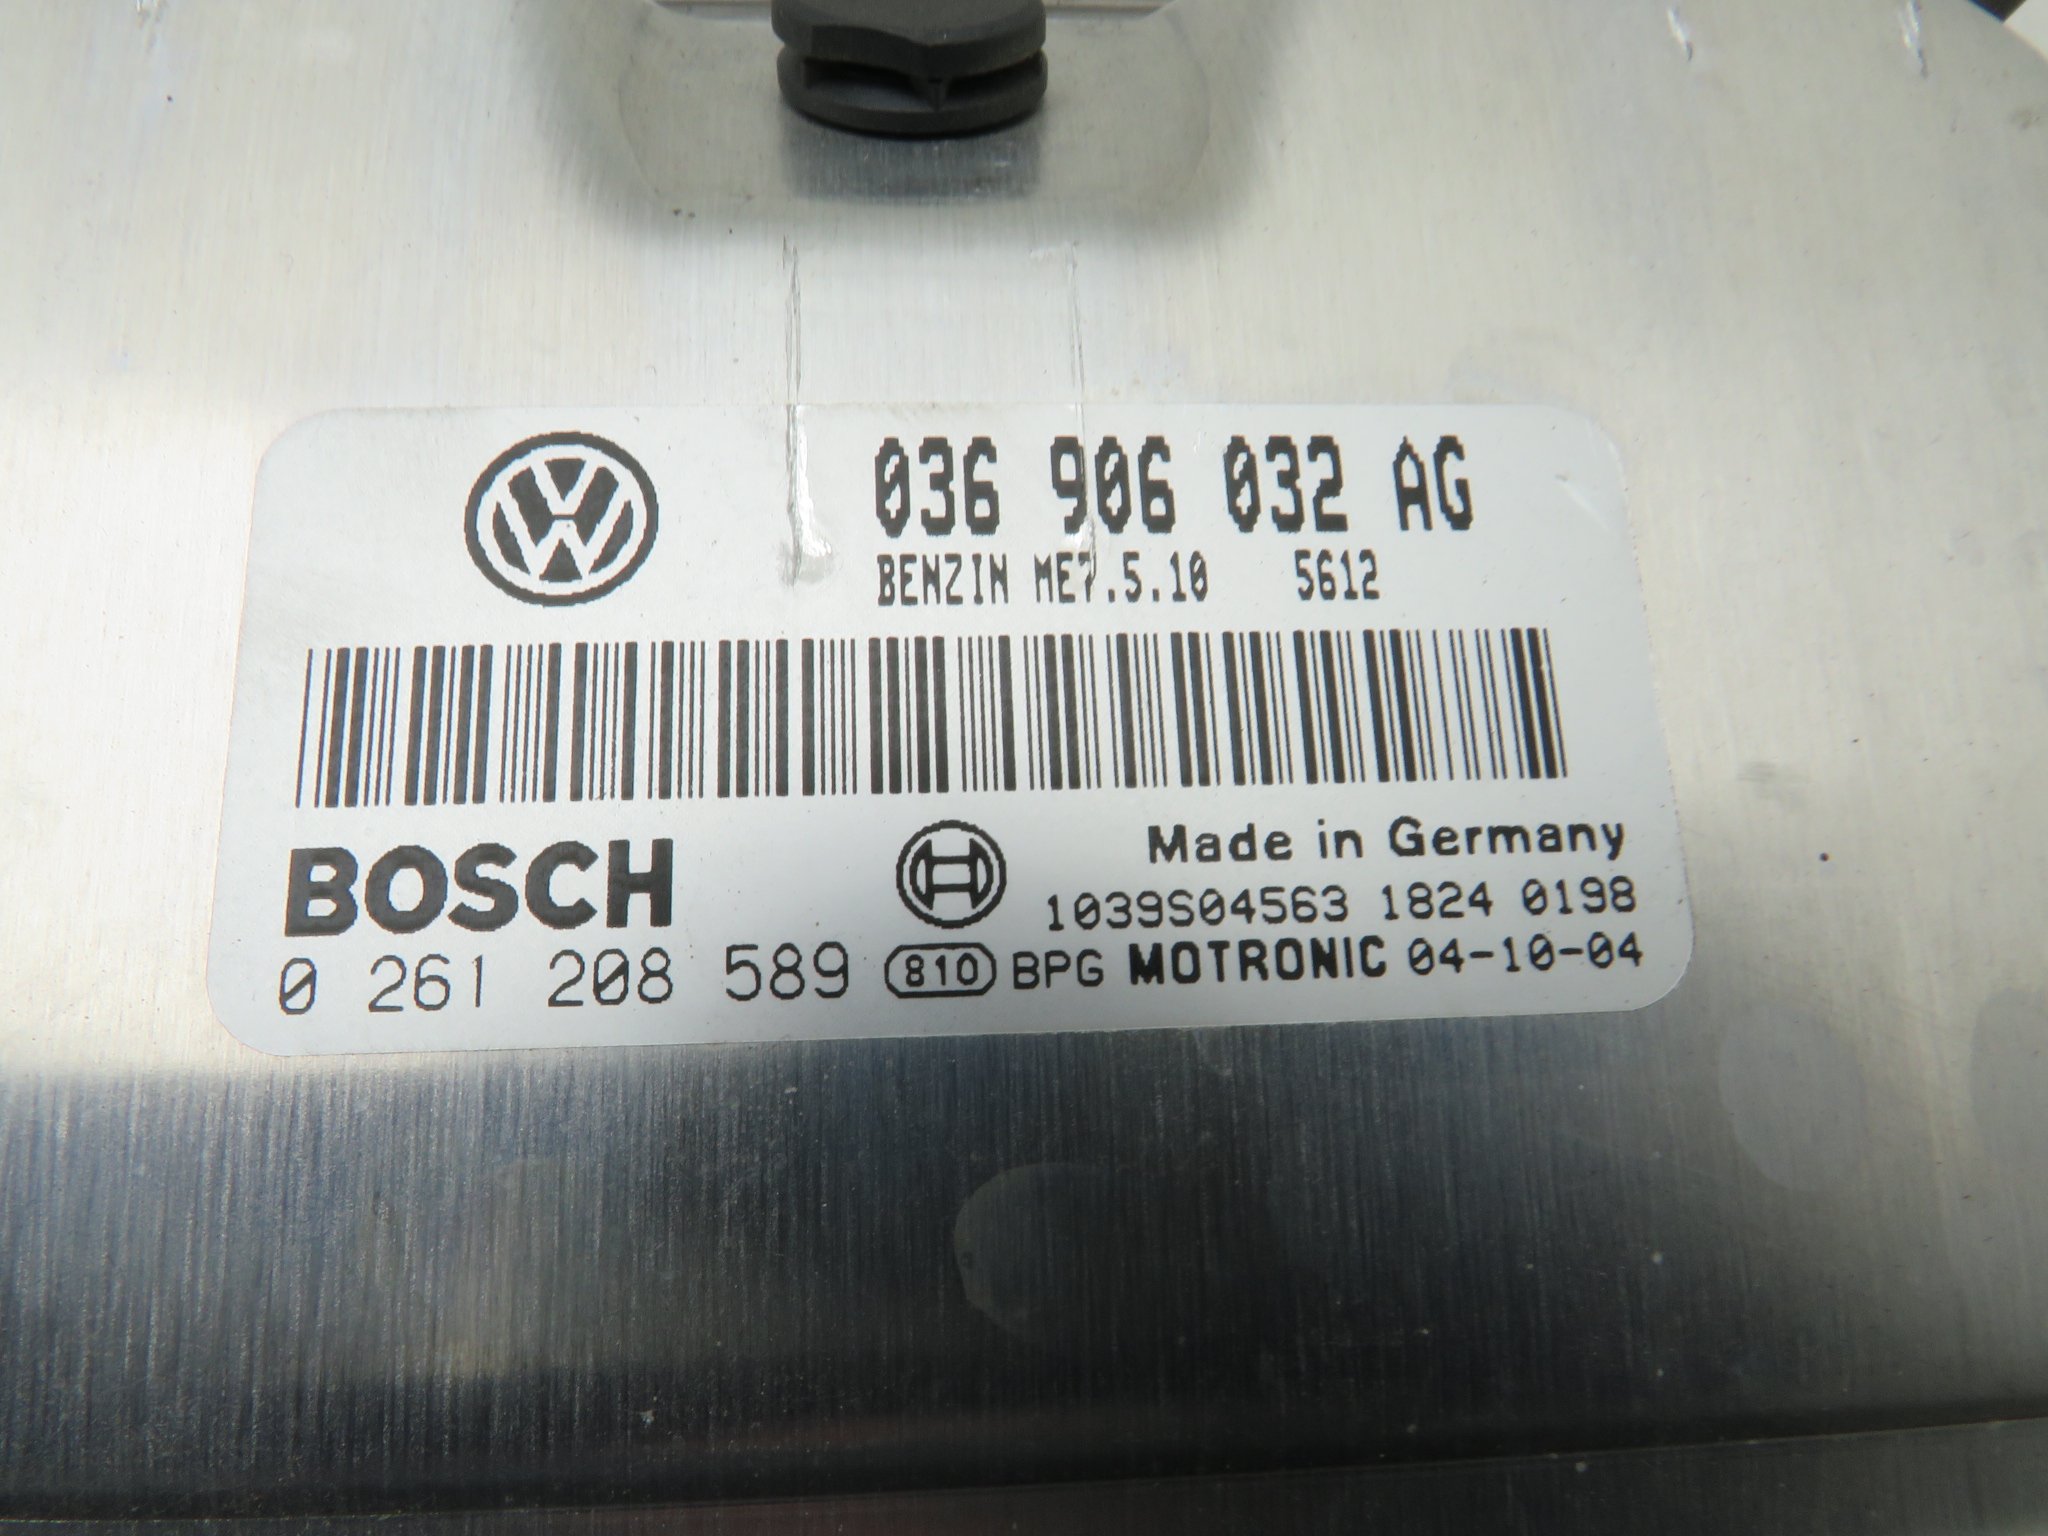 036 906 032 AG
BENZIN ME7.5.10 5612
BOSCH
Made in Germany
1039S04563 1824 0198
0 261 208 589 810 BPG MOTRONIC 04-10-04